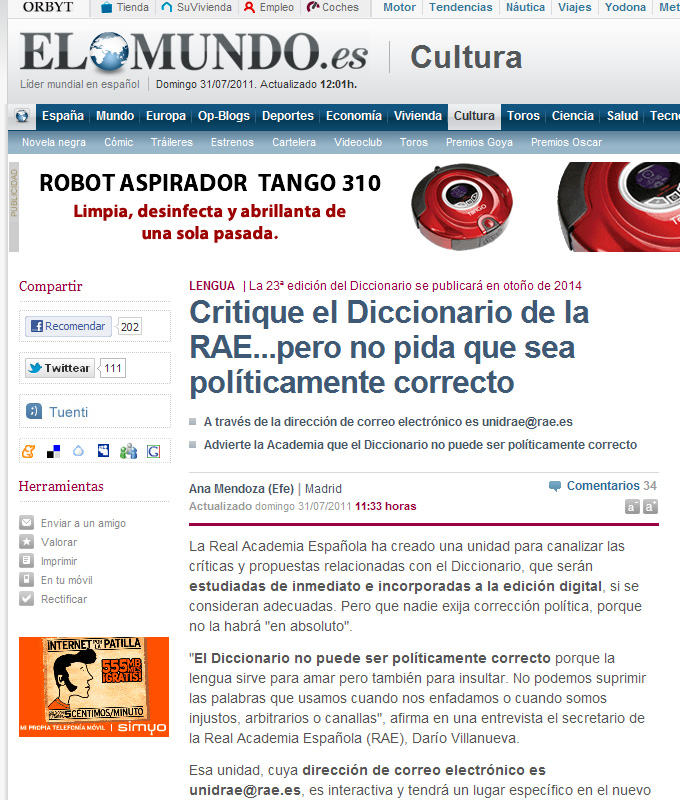 ORBYT Tienda SuVivienda Empleo Coches Motor Tendencias Náutica Viajes Yodona Met
EL MUNDO.es Cultura
Líder mundial en español Domingo 31/07/2011. Actualizado 12:01h.
España Mundo Europa Op-Blogs Deportes Economía Vivienda Cultura Toros Ciencia Salud Tecn
Novela negra Cómic Tráileres Estrenos Cartelera Videoclub Toros Premios Goya Premios Oscar
PUBLICIDAD
ROBOT ASPIRADOR TANGO 310
Limpia, desinfecta y abrillanta de
una sola pasada.
TANGO
Compartir
Recomendar 202
Twittear 111
Tuenti
Herramientas
Enviar a un amigo
Valorar
Imprimir
En tu móvil
Rectificar
INTERNET POR LA PATILLA
555MB
GRATIS!
5 CÉNTIMOS/MINUTO
MI PROPIA TELEFONÍA MÓVIL simyo
LENGUA | La 23ª edición del Diccionario se publicará en otoño de 2014
Critique el Diccionario de la
RAE...pero no pida que sea
políticamente correcto
A través de la dirección de correo electrónico es unidrae@rae.es
Advierte la Academia que el Diccionario no puede ser políticamente correcto
Ana Mendoza (Efe) | Madrid
Comentarios 34
Actualizado domingo 31/07/2011 11:33 horas
a- a+
La Real Academia Española ha creado una unidad para canalizar las
críticas y propuestas relacionadas con el Diccionario, que serán
estudiadas de inmediato e incorporadas a la edición digital, si se
consideran adecuadas. Pero que nadie exija corrección política, porque
no la habrá "en absoluto".
"El Diccionario no puede ser políticamente correcto porque la
lengua sirve para amar pero también para insultar. No podemos suprimir
las palabras que usamos cuando nos enfadamos o cuando somos
injustos, arbitrarios o canallas", afirma en una entrevista el secretario de
la Real Academia Española (RAE), Darío Villanueva.
Esa unidad, cuya dirección de correo electrónico es
unidrae@rae.es, es interactiva y tendrá un lugar específico en el nuevo